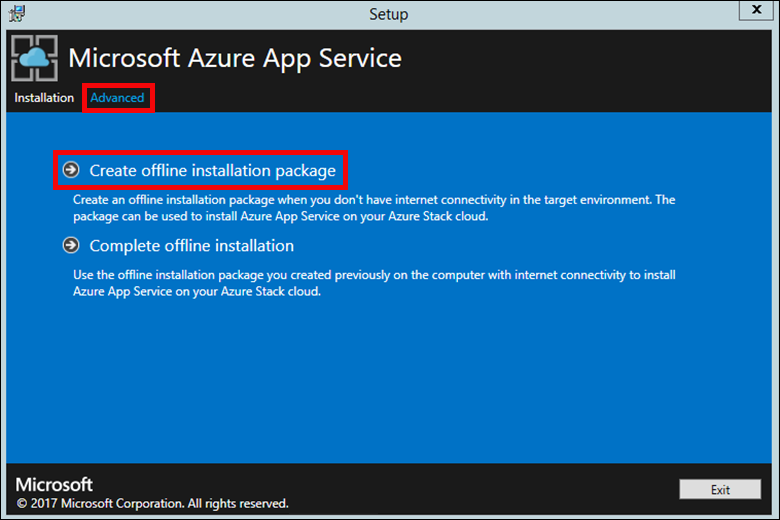 Setup
x
Microsoft Azure App Service
Installation
Advanced
Create offline installation package
Create an offline installation package when you don't have internet connectivity in the target environment. The
package can be used to install Azure App Service on your Azure Stack cloud.
Complete offline installation
Use the offline installation package you created previously on the computer with internet connectivity to install
Azure App Service on your Azure Stack cloud.
Microsoft
© 2017 Microsoft Corporation. All rights reserved.
Exit